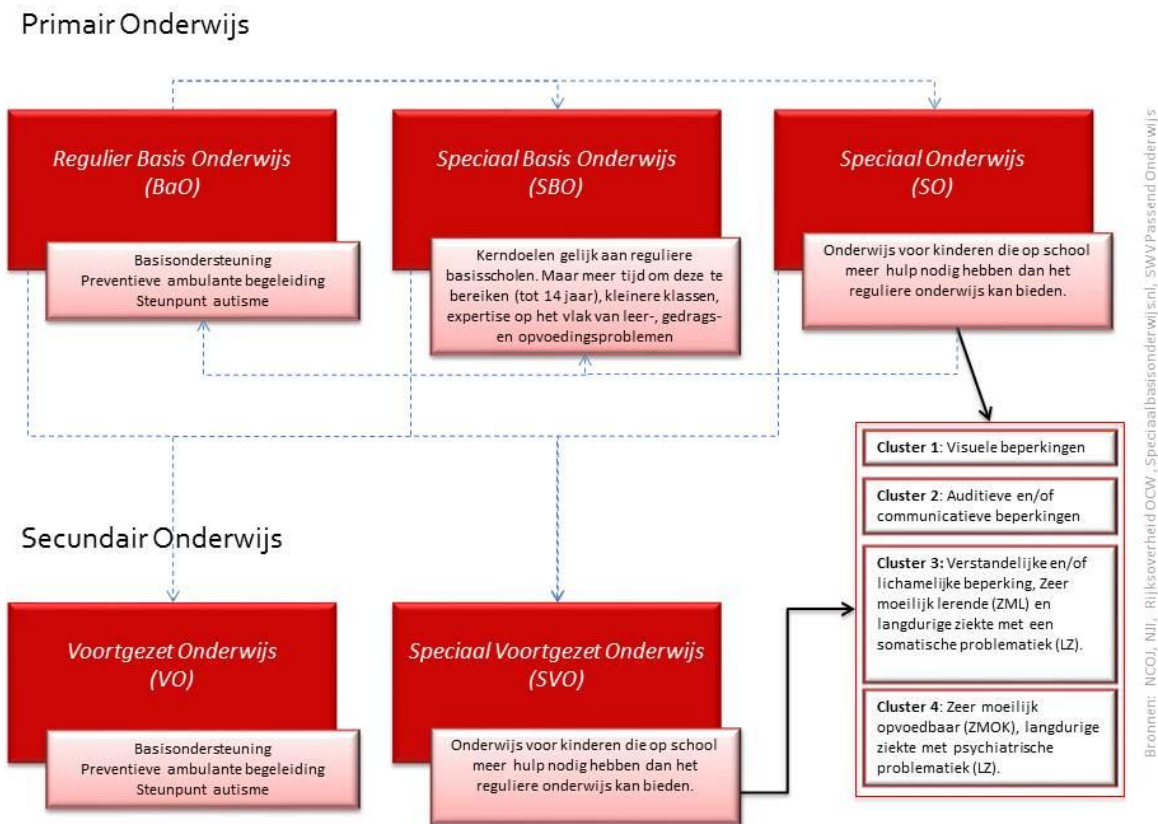 Primair Onderwijs
Regulier Basis Onderwijs
(BaO)
Basisondersteuning
Preventieve ambulante begeleiding
Steunpunt autisme
Speciaal Basis Onderwijs
(SBO)
Kerndoelen gelijk aan reguliere
basisscholen. Maar meer tijd om deze te
bereiken (tot 14 jaar), kleinere klassen,
expertise op het vlak van leer-, gedrags-
en opvoedingsproblemen
Speciaal Onderwijs
(SO)
Onderwijs voor kinderen die op school
meer hulp nodig hebben dan het
reguliere onderwijs kan bieden.
Secundair Onderwijs
Voortgezet Onderwijs
(VO)
Basisondersteuning
Preventieve ambulante begeleiding
Steunpunt autisme
Speciaal Voortgezet Onderwijs
(SVO)
Onderwijs voor kinderen die op school
meer hulp nodig hebben dan het
reguliere onderwijs kan bieden.
Cluster 1: Visuele beperkingen
Cluster 2: Auditieve en/of
communicatieve beperkingen
Cluster 3: Verstandelijke en/of
lichamelijke beperking, Zeer
moeilijk lerende (ZML) en
langdurige ziekte met een
somatische problematiek (LZ).
Cluster 4: Zeer moeilijk
opvoedbaar (ZMOK), langdurige
ziekte met psychiatrische
problematiek (LZ).
Bronnen: NCOJ, NJI, Rijksoverheid OCW, Speciaalbasisonderwijs.nl, SWV Passend Onderwijs